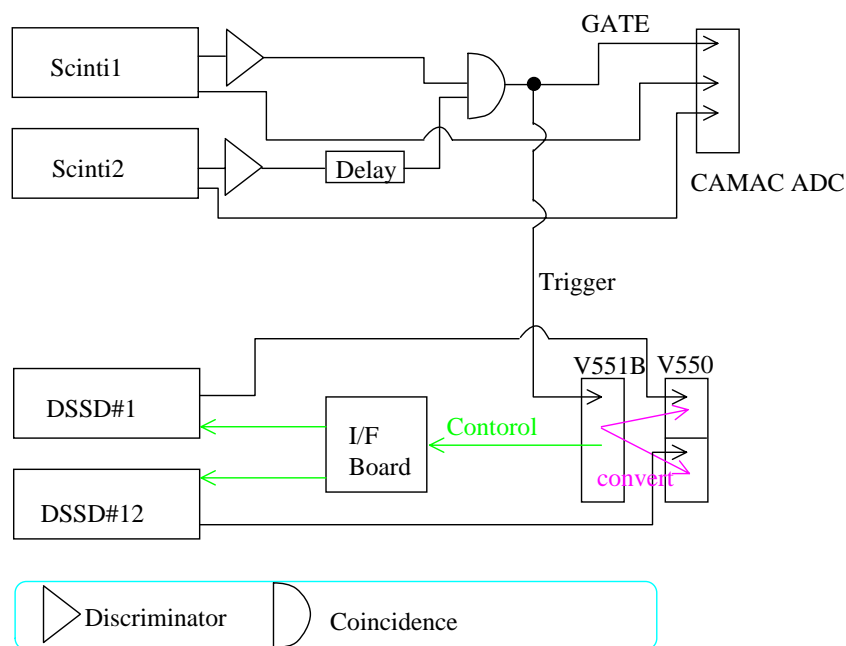 GATE
Scinti1
Scinti2
Delay
CAMAC ADC
Trigger
V551B
V550
DSSD#1
I/F
Board
Contorol
convert
DSSD#12
Discriminator
Coincidence